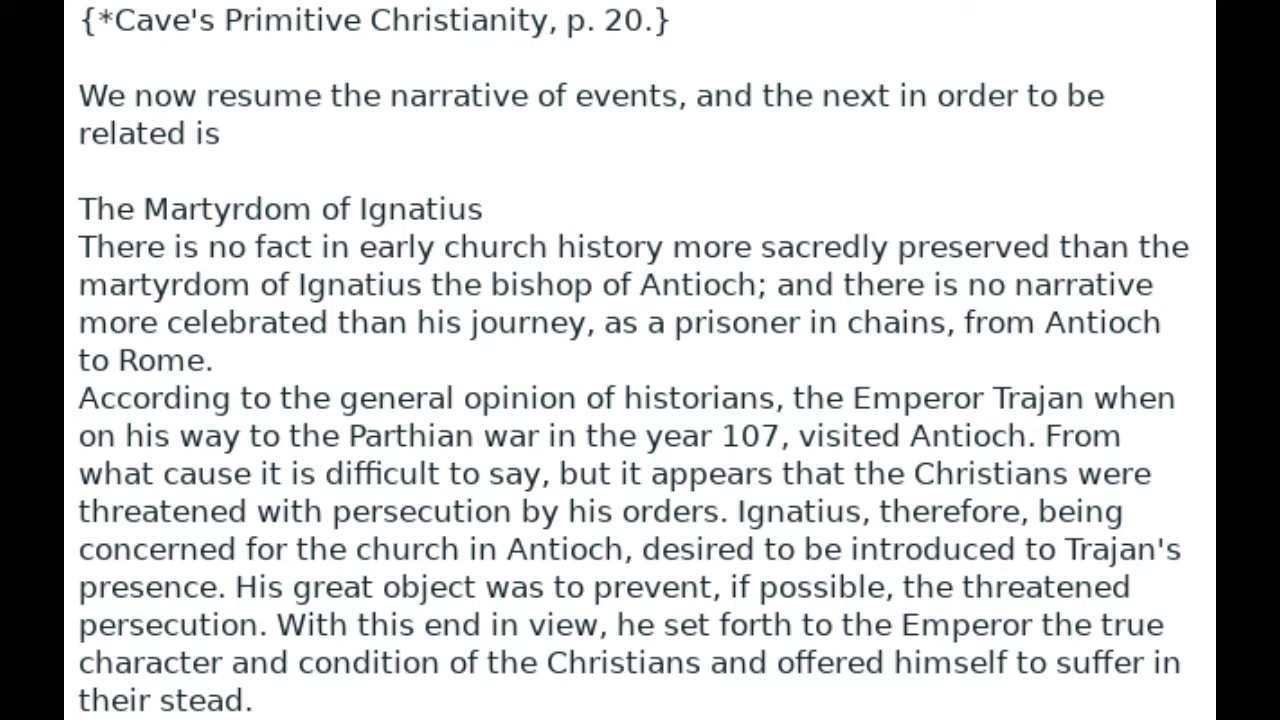 {*Cave's Primitive Christianity, p. 20.}
We now resume the narrative of events, and the next in order to be
related is
The Martyrdom of Ignatius
There is no fact in early church history more sacredly preserved than the
martyrdom of Ignatius the bishop of Antioch; and there is no narrative
more celebrated than his journey, as a prisoner in chains, from Antioch
to Rome.
According to the general opinion of historians, the Emperor Trajan when
on his way to the Parthian war in the year 107, visited Antioch. From
what cause it is difficult to say, but it appears that the Christians were
threatened with persecution by his orders. Ignatius, therefore, being
concerned for the church in Antioch, desired to be introduced to Trajan's
presence. His great object was to prevent, if possible, the threatened
persecution. With this end in view, he set forth to the Emperor the true
character and condition of the Christians and offered himself to suffer in
their stead.